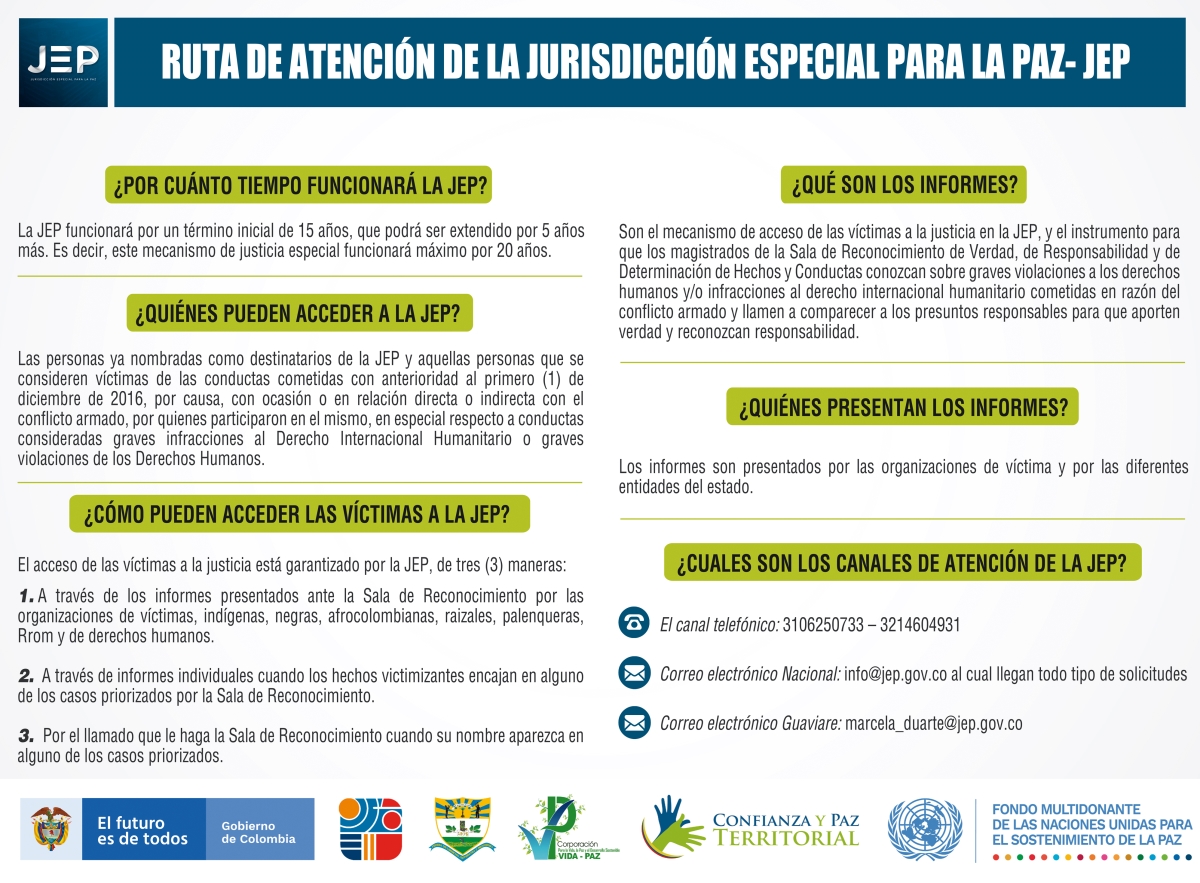 JEP
JURISDICCIÓN ESPECIAL PARA LA PAZ
RUTA DE ATENCIÓN DE LA JURISDICCIÓN ESPECIAL PARA LA PAZ- JEP
¿POR CUÁNTO TIEMPO FUNCIONARÁ LA JEP?
La JEP funcionará por un término inicial de 15 años, que podrá ser extendido por 5 años
más. Es decir, este mecanismo de justicia especial funcionará máximo por 20 años.
¿QUIÉNES PUEDEN ACCEDER A LA JEP?
Las personas ya nombradas como destinatarios de la JEP y aquellas personas que se
consideren víctimas de las conductas cometidas con anterioridad al primero (1) de
diciembre de 2016, por causa, con ocasión o en relación directa o indirecta con el
conflicto armado, por quienes participaron en el mismo, en especial respecto a conductas
consideradas graves infracciones al Derecho Internacional Humanitario o graves
violaciones de los Derechos Humanos.
¿CÓMO PUEDEN ACCEDER LAS VÍCTIMAS A LA JEP?
El acceso de las víctimas a la justicia está garantizado por la JEP, de tres (3) maneras:
1. A través de los informes presentados ante la Sala de Reconocimiento por las
organizaciones de víctimas, indígenas, negras, afrocolombianas, raizales, palenqueras,
Rrom y de derechos humanos.
2. A través de informes individuales cuando los hechos victimizantes encajan en alguno
de los casos priorizados por la Sala de Reconocimiento.
3. Por el llamado que le haga la Sala de Reconocimiento cuando su nombre aparezca en
alguno de los casos priorizados.
¿QUÉ SON LOS INFORMES?
Son el mecanismo de acceso de las víctimas a la justicia en la JEP, y el instrumento para
que los magistrados de la Sala de Reconocimiento de Verdad, de Responsabilidad y de
Determinación de Hechos y Conductas conozcan sobre graves violaciones a los derechos
humanos y/o infracciones al derecho internacional humanitario cometidas en razón del
conflicto armado y llamen a comparecer a los presuntos responsables para que aporten
verdad y reconozcan responsabilidad.
¿QUIÉNES PRESENTAN LOS INFORMES?
Los informes son presentados por las organizaciones de víctima y por las diferentes
entidades del estado.
¿CUALES SON LOS CANALES DE ATENCIÓN DE LA JEP?
El canal telefónico: 3106250733 – 3214604931
Correo electrónico Nacional: info@jep.gov.co al cual llegan todo tipo de solicitudes
Correo electrónico Guaviare: marcela_duarte@jep.gov.co
El futuro
es de todos
Gobierno
de Colombia
Corporación
Para la Vida, la Paz y el Desarrollo Sostenible
VIDA - PAZ
CONFIANZA Y PAZ
TERRITORIAL
FONDO MULTIDONANTE
DE LAS NACIONES UNIDAS PARA
EL SOSTENIMIENTO DE LA PAZ